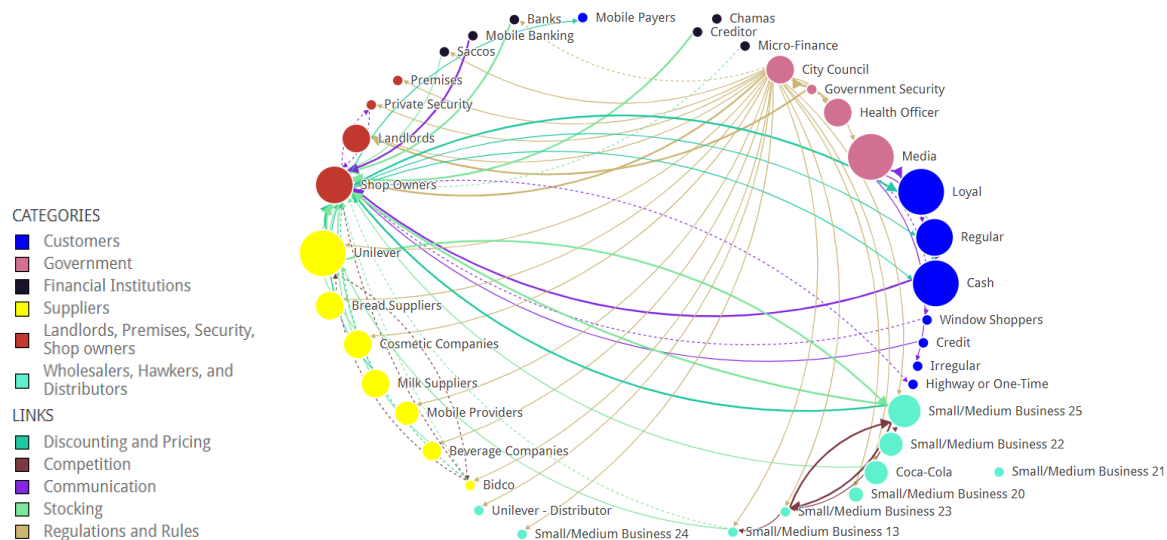 Banks
Mobile Payers
Chamas
Creditor
Mobile Banking
Micro-Finance
Saccos
City Council
Premises
Government Security
Private Security
Health Officer
Landlords
Media
Shop Owners
Loyal
CATEGORIES
Customers
Government
Financial Institutions
Suppliers
Landlords, Premises, Security,
Shop owners
Wholesalers, Hawkers, and
Distributors
LINKS
Discounting and Pricing
Competition
Communication
Stocking
Regulations and Rules
Regular
Unilever
Cash
Bread Suppliers
Window Shoppers
Cosmetic Companies
Credit
Irregular
Milk Suppliers
Highway or One-Time
Mobile Providers
Small/Medium Business 25
Beverage Companies
Small/Medium Business 22
Coca-Cola
Small/Medium Business 21
Bidco
Small/Medium Business 20
Unilever - Distributor
Small/Medium Business 23
Small/Medium Business 24
Small/Medium Business 13